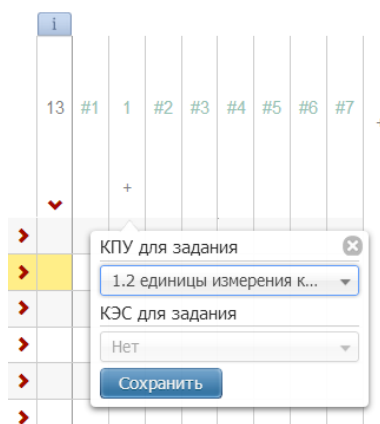 i
13 #1 1 #2 #3 #4 #5 #6 #7
+
КПУ для задания
1.2 единицы измерения к...
КЭС для задания
Нет
Сохранить